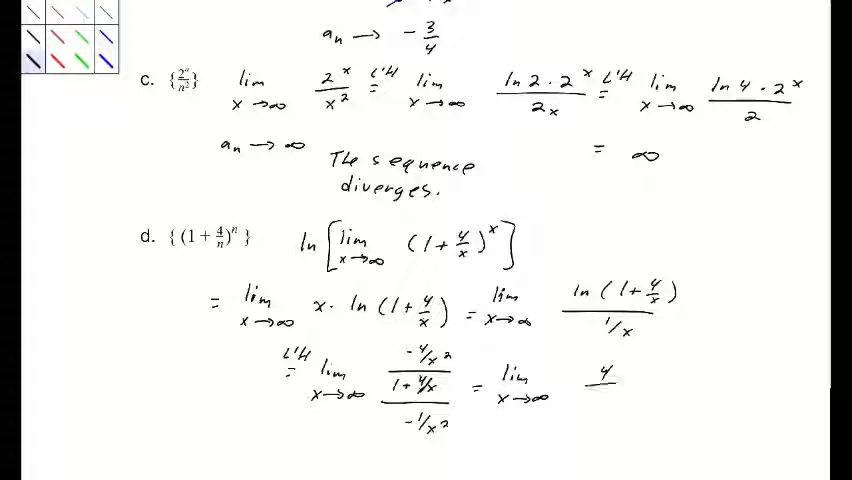 aₙ → -3/4
c. {2ⁿ/n²} lim x→∞ 2ˣ/x² L'H = lim x→∞ ln 2 · 2ˣ / 2x L'H = lim x→∞ ln 4 · 2ˣ / 2
aₙ → ∞ = ∞
The sequence
diverges.
d. { (1 + 4/n)ⁿ } ln [ lim x→∞ (1 + 4/x)ˣ ]
= lim x→∞ x · ln (1 + 4/x) = lim x→∞ ln (1 + 4/x) / 1/x
L'H = lim x→∞ -4/x² / 1 + 4/x / -1/x² = lim x→∞ 4